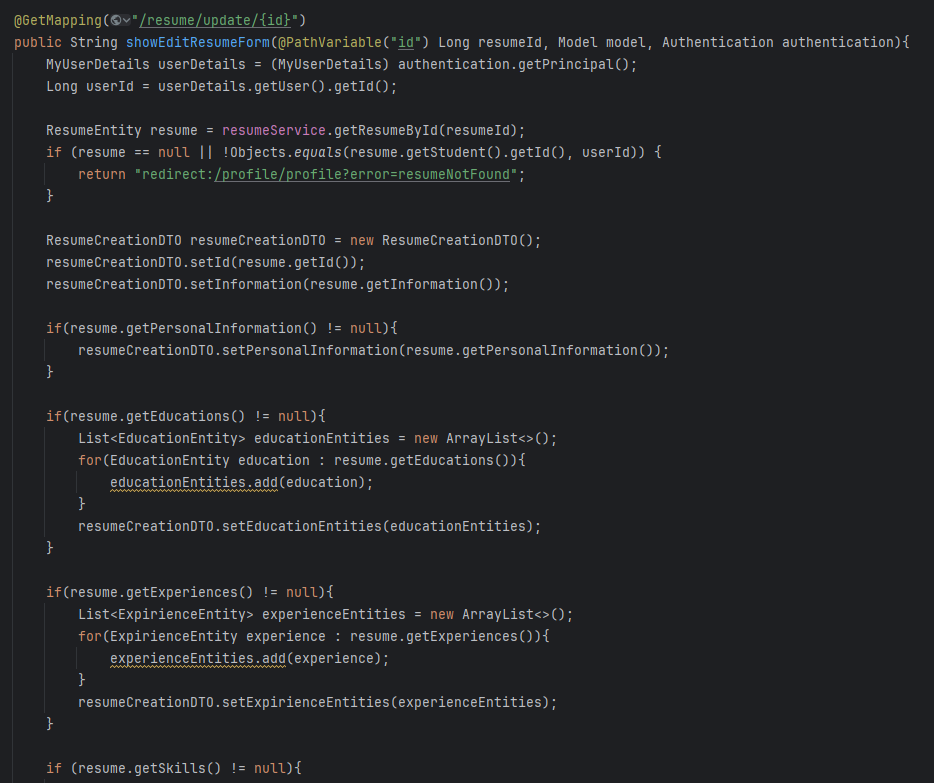 @GetMapping("/resume/update/{id}")
public String showEditResumeForm(@PathVariable("id") Long resumeId, Model model, Authentication authentication){
    MyUserDetails userDetails = (MyUserDetails) authentication.getPrincipal();
    Long userId = userDetails.getUser().getId();

    ResumeEntity resume = resumeService.getResumeById(resumeId);
    if (resume == null || !Objects.equals(resume.getStudent().getId(), userId)) {
        return "redirect:/profile/profile?error=resumeNotFound";
    }

    ResumeCreationDTO resumeCreationDTO = new ResumeCreationDTO();
    resumeCreationDTO.setId(resume.getId());
    resumeCreationDTO.setInformation(resume.getInformation());

    if(resume.getPersonalInformation() != null){
        resumeCreationDTO.setPersonalInformation(resume.getPersonalInformation());
    }

    if(resume.getEducations() != null){
        List<EducationEntity> educationEntities = new ArrayList<>();
        for(EducationEntity education : resume.getEducations()){
            educationEntities.add(education);
        }
        resumeCreationDTO.setEducationEntities(educationEntities);
    }

    if(resume.getExperiences() != null){
        List<ExpirienceEntity> experienceEntities = new ArrayList<>();
        for(ExpirienceEntity experience : resume.getExperiences()){
            experienceEntities.add(experience);
        }
        resumeCreationDTO.setExpirienceEntities(experienceEntities);
    }

    if (resume.getSkills() != null){